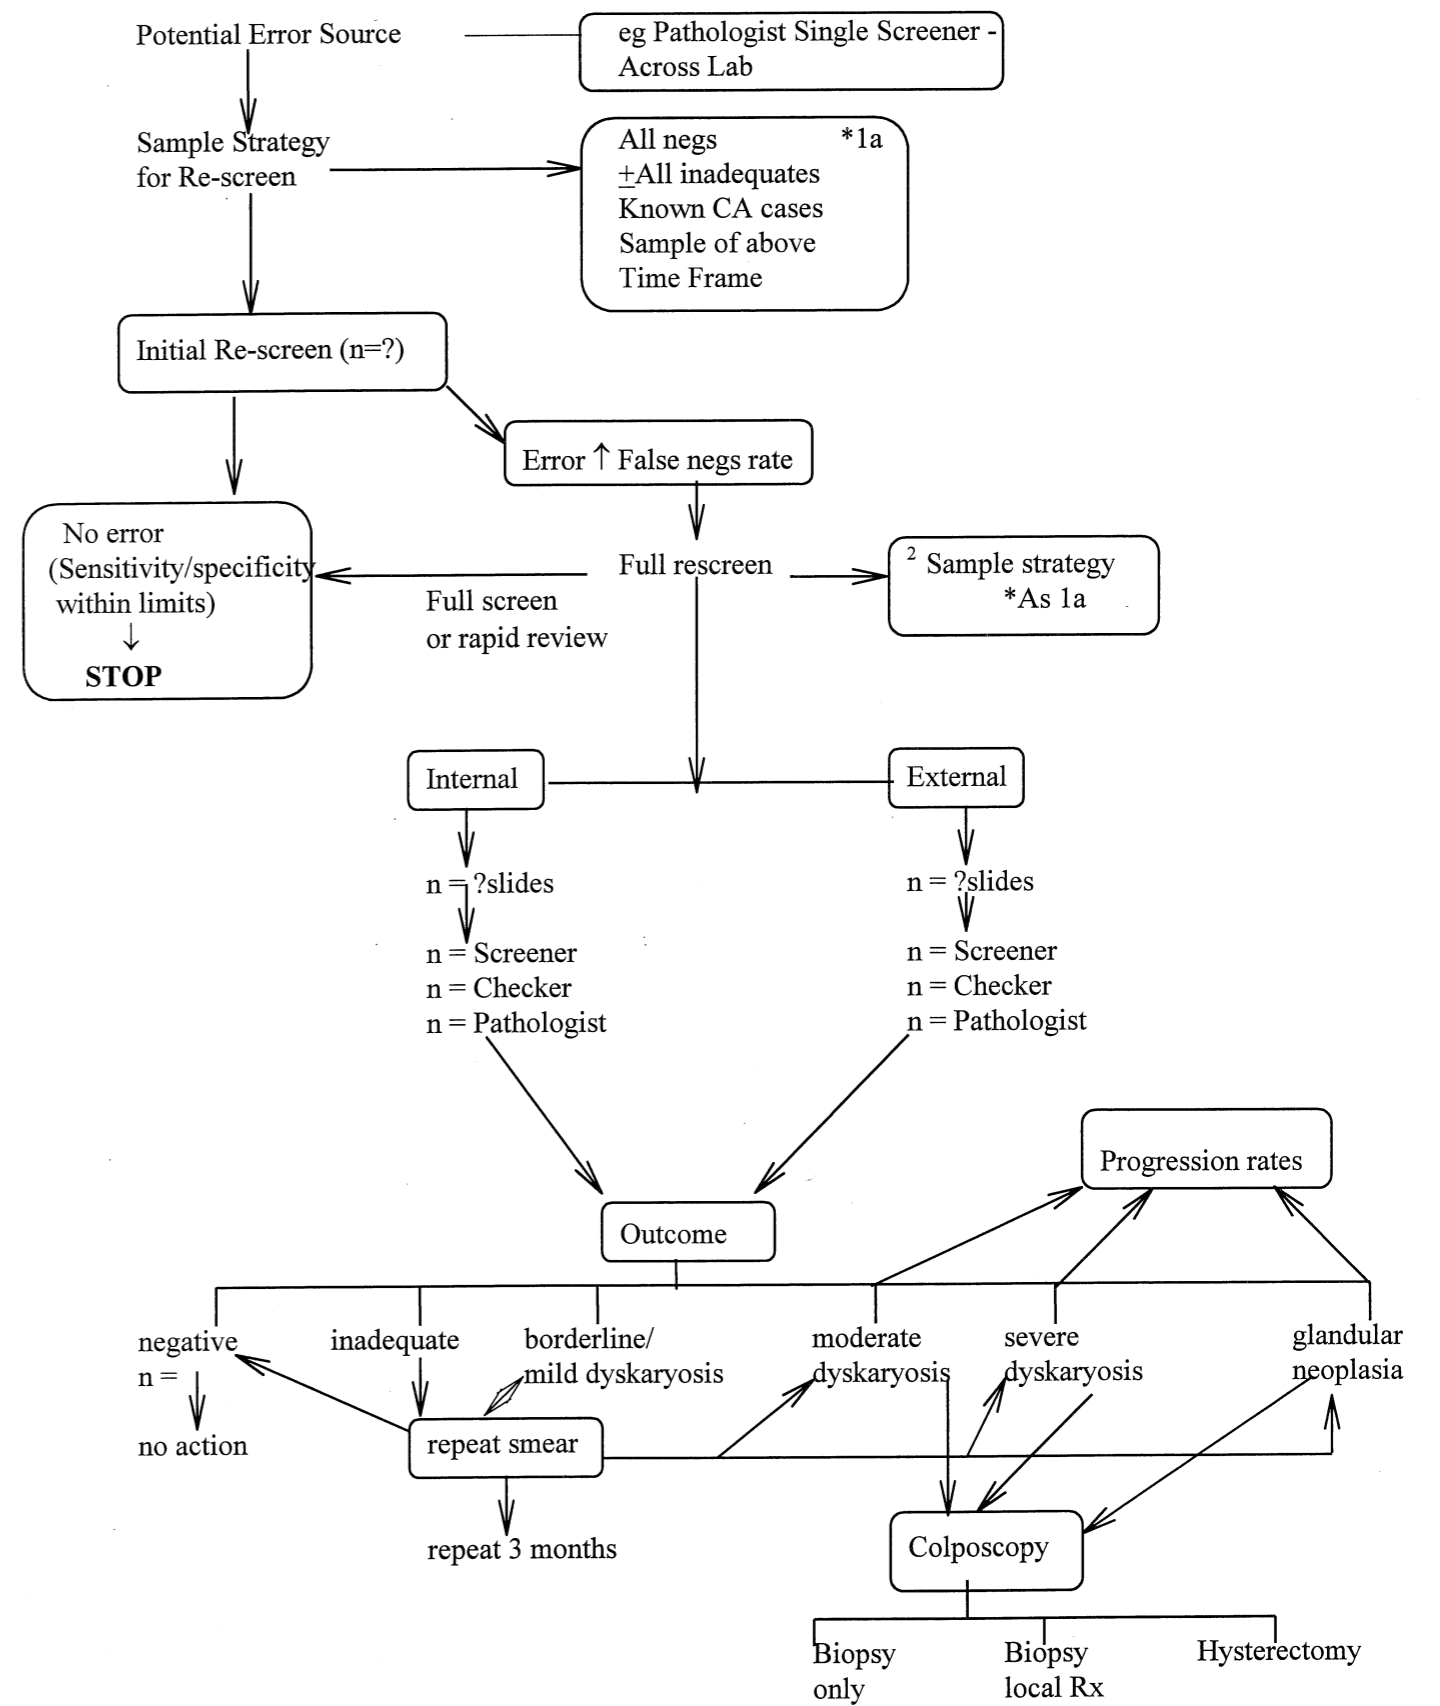 Potential Error Source
eg Pathologist Single Screener -
Across Lab
Sample Strategy
for Re-screen
All negs *1a
±All inadequates
Known CA cases
Sample of above
Time Frame
Initial Re-screen (n=?)
Error ↑ False negs rate
No error
(Sensitivity/specificity
within limits)
↓
STOP
Full rescreen
Full screen
or rapid review
2 Sample strategy
*As 1a
Internal
External
n = ?slides
n = Screener
n = Checker
n = Pathologist
n = ?slides
n = Screener
n = Checker
n = Pathologist
Progression rates
Outcome
negative
n =
no action
inadequate
borderline/
mild dyskaryosis
moderate
dyskaryosis
severe
dyskaryosis
glandular
neoplasia
repeat smear
repeat 3 months
Colposcopy
Biopsy
only
Biopsy
local Rx
Hysterectomy